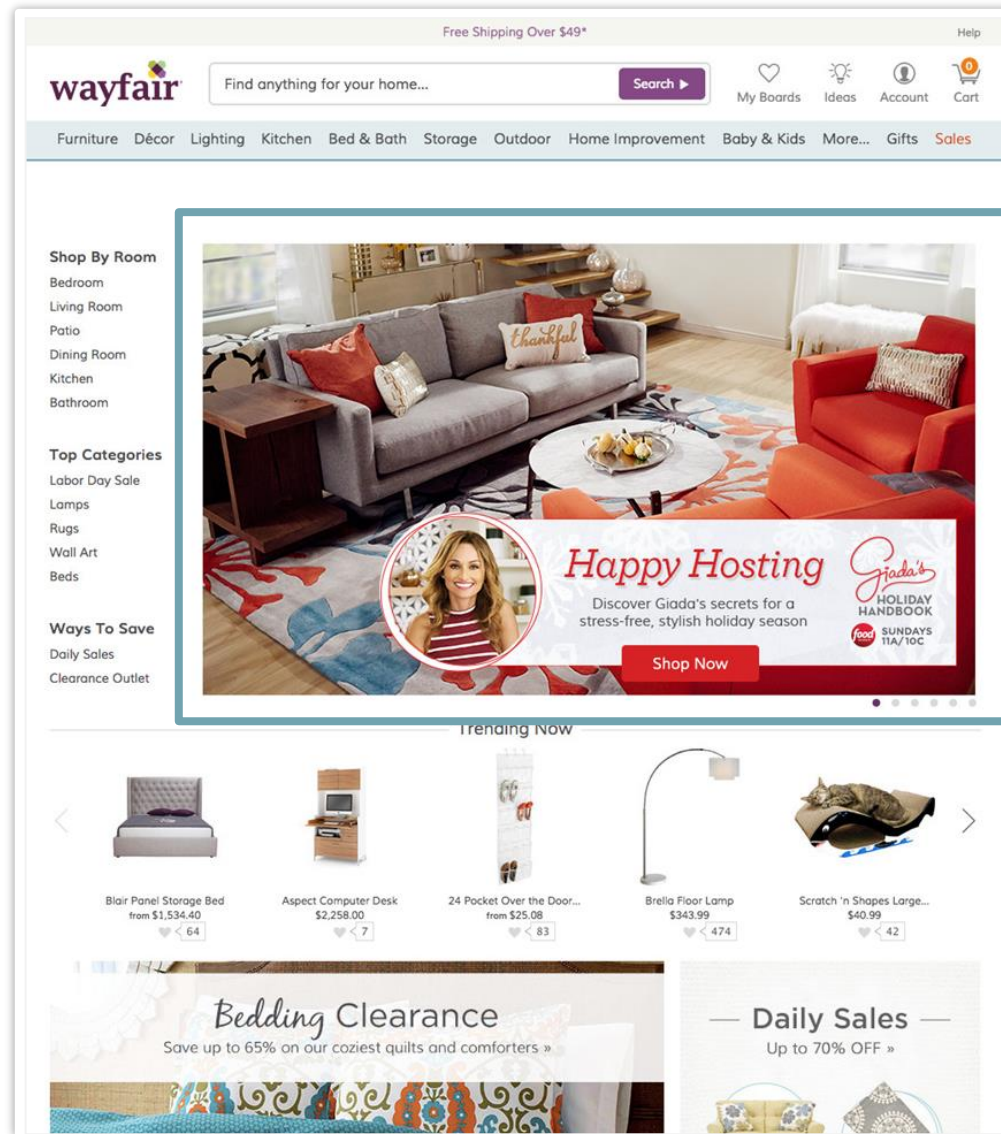 Free Shipping Over $49*
Help
wayfair
Find anything for your home...
Search
My Boards
Ideas
Account
0
Cart
Furniture Décor Lighting Kitchen Bed & Bath Storage Outdoor Home Improvement Baby & Kids More... Gifts Sales
Shop By Room
Bedroom
Living Room
Patio
Dining Room
Kitchen
Bathroom
Top Categories
Labor Day Sale
Lamps
Rugs
Wall Art
Beds
Ways To Save
Daily Sales
Clearance Outlet
thankful
Happy Hosting
Discover Giada's secrets for a
stress-free, stylish holiday season
Shop Now
Giada's
HOLIDAY
HANDBOOK
food
SUNDAYS
11A/10C
Trending Now
Blair Panel Storage Bed
from $1,534.40
64
Aspect Computer Desk
$2,258.00
7
24 Pocket Over the Door...
from $25.08
83
Brella Floor Lamp
$343.99
474
Scratch 'n Shapes Large...
$40.99
42
Bedding Clearance
Save up to 65% on our coziest quilts and comforters »
Daily Sales
Up to 70% OFF »